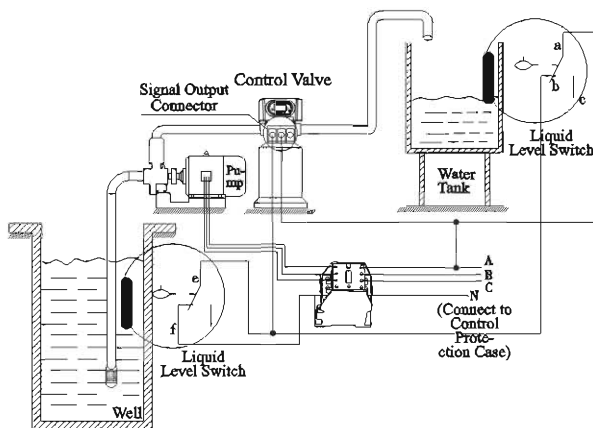 Control Valve
Signal Output
Connector
Pu-
mp
a
b
c
Liquid
Level Switch
Water
Tank
A
B
C
N
(Connect to
Control
Prote-
ction Case)
e
f
Liquid
Level Switch
Well